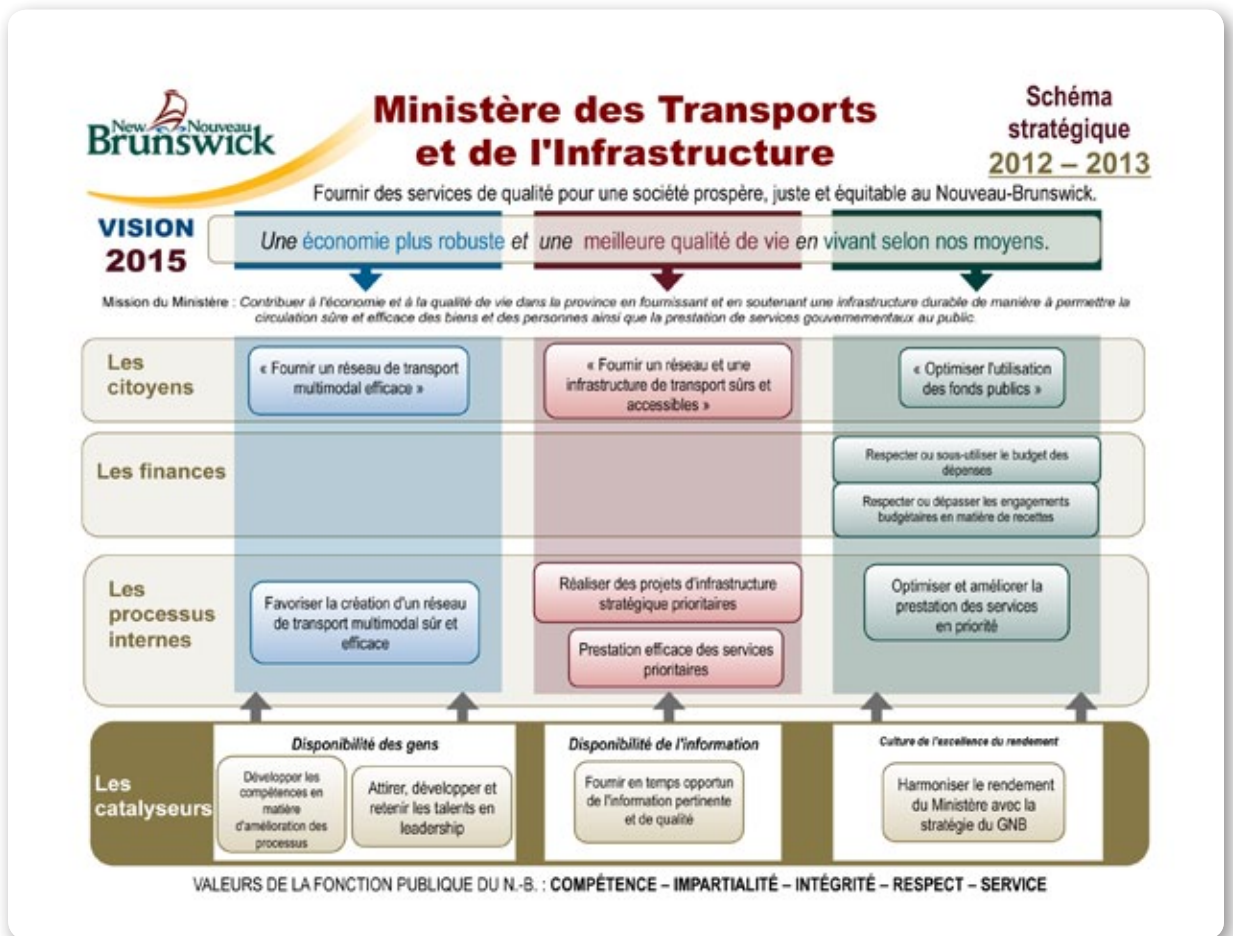 New Nouveau
Brunswick
Ministère des Transports
et de l'Infrastructure
Schéma
stratégique
2012 – 2013
Fournir des services de qualité pour une société prospère, juste et équitable au Nouveau-Brunswick.
VISION
2015
Une économie plus robuste et une meilleure qualité de vie en vivant selon nos moyens.
Mission du Ministère : Contribuer à l'économie et à la qualité de vie dans la province en fournissant et en soutenant une infrastructure durable de manière à permettre la
circulation sûre et efficace des biens et des personnes ainsi que la prestation de services gouvernementaux au public.
Les
citoyens
« Fournir un réseau de transport
multimodal efficace »
« Fournir un réseau et une
infrastructure de transport sûrs et
accessibles »
« Optimiser l'utilisation
des fonds publics »
Les finances
Respecter ou sous-utiliser le budget des
dépenses
Respecter ou dépasser les engagements
budgétaires en matière de recettes
Les
processus
internes
Favoriser la création d'un réseau
de transport multimodal sûr et
efficace
Réaliser des projets d'infrastructure
stratégique prioritaires
Prestation efficace des services
prioritaires
Optimiser et améliorer la
prestation des services
en priorité
Les
catalyseurs
Disponibilité des gens
Développer les
compétences en
matière
d'amélioration des
processus
Attirer, développer et
retenir les talents en
leadership
Disponibilité de l'information
Fournir en temps opportun
de l'information pertinente
et de qualité
Culture de l'excellence du rendement
Harmoniser le rendement
du Ministère avec la
stratégie du GNB
VALEURS DE LA FONCTION PUBLIQUE DU N.-B. : COMPÉTENCE – IMPARTIALITÉ – INTÉGRITÉ – RESPECT – SERVICE